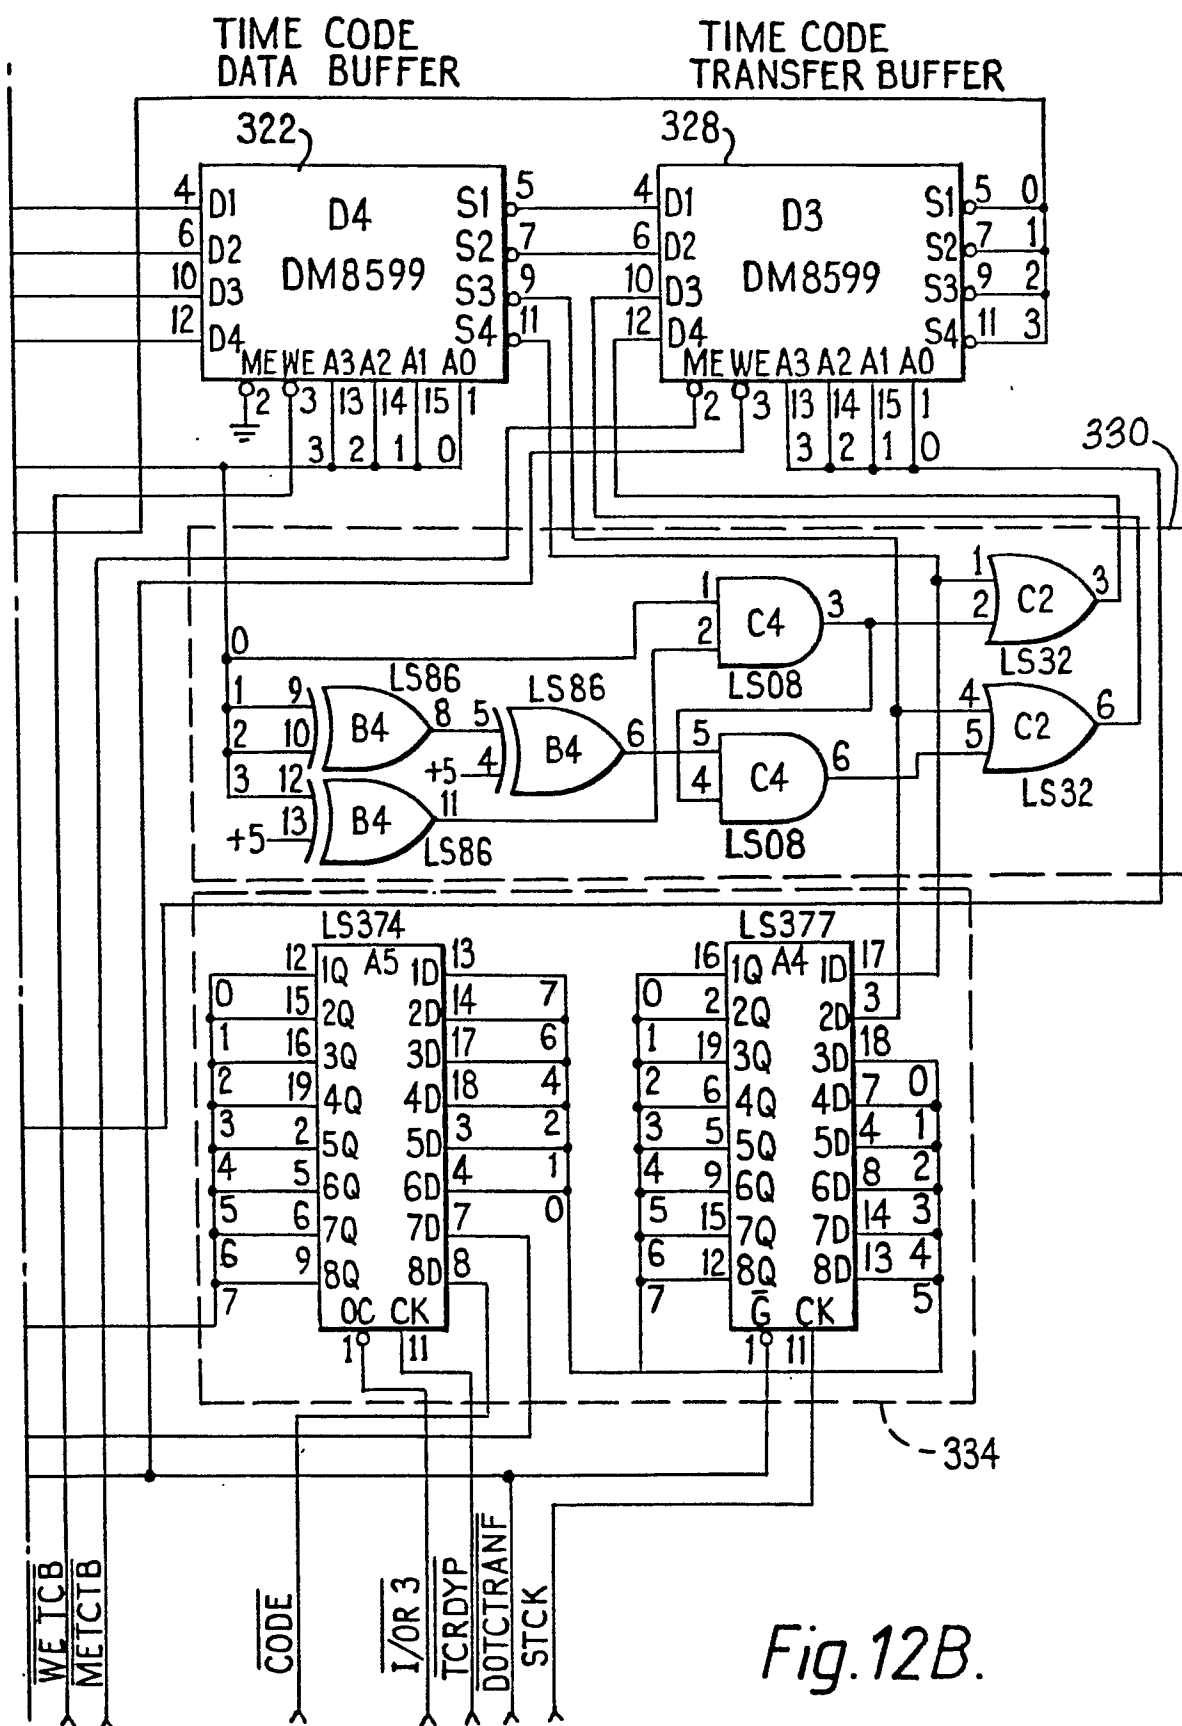 TIME CODE
DATA BUFFER
TIME CODE
TRANSFER BUFFER
322
328
4 D1 D4 S1 5
6 D2 S2 7
10 D3 DM8599 S3 9
12 D4 S4 11
ME WE A3 A2 A1 A0
2 3 13 14 15 1
3 2 1 0
4 D1 D3 S1 5 0
6 D2 S2 7 1
10 D3 DM8599 S3 9 2
12 D4 S4 11 3
ME WE A3 A2 A1 A0
2 3 13 14 15 1
3 2 1 0
330
1 C4 3
2
LS08
1 C2 3
2
LS32
0
1 9 B4 8
2 10
LS86
5 B4 6
+5 4
LS86
3 12 B4 11
+5 13
LS86
5 C4 6
4
LS08
4 C2 6
5
LS32
LS374
A5
12 1Q 1D 13
0 15 2Q 2D 14 7
1 16 3Q 3D 17 6
2 19 4Q 4D 18 4
3 2 5Q 5D 3 2
4 5 6Q 6D 4 1
5 6 7Q 7D 7 0
6 9 8Q 8D 8
7
OC CK
1 11
LS377
A4
16 1Q 1D 17
0 2 2Q 2D 3
1 19 3Q 3D 18
2 6 4Q 4D 7 0
3 5 5Q 5D 4 1
4 9 6Q 6D 8 2
5 15 7Q 7D 14 3
6 12 8Q 8D 13 4
7 5
G̅ CK
1 11
334
WE TCB
METCTB
CODE
I/OR 3
TCRDYP
DOTCTRANF
STCK
Fig.12B.